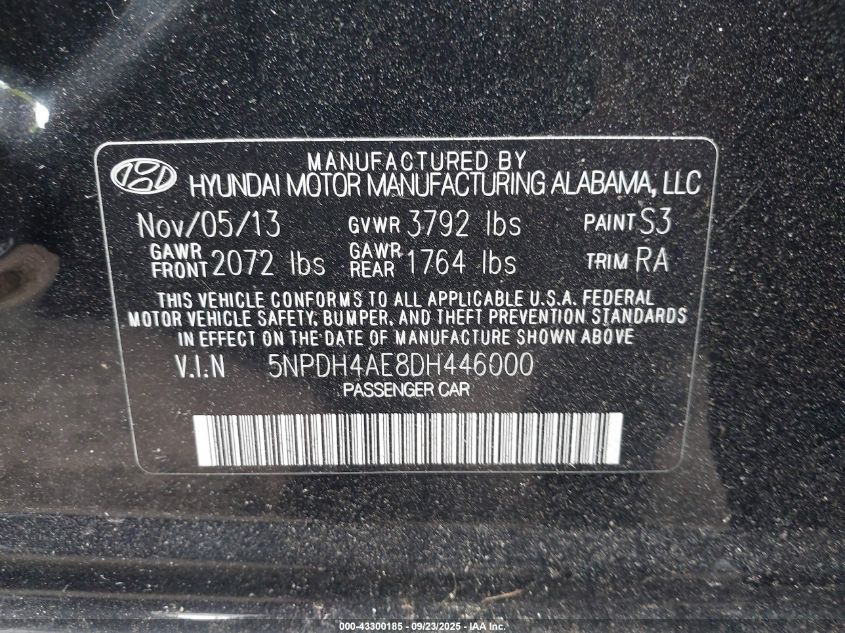 MANUFACTURED BY
HYUNDAI MOTOR MANUFACTURING ALABAMA, LLC
Nov/05/13 GVWR 3792 lbs PAINT S3
GAWR FRONT 2072 lbs GAWR REAR 1764 lbs TRIM RA
THIS VEHICLE CONFORMS TO ALL APPLICABLE U.S.A. FEDERAL
MOTOR VEHICLE SAFETY, BUMPER, AND THEFT PREVENTION STANDARDS
IN EFFECT ON THE DATE OF MANUFACTURE SHOWN ABOVE
V.I.N 5NPDH4AE8DH446000
PASSENGER CAR
000-43300185 - 09/23/2025 - IAA Inc.